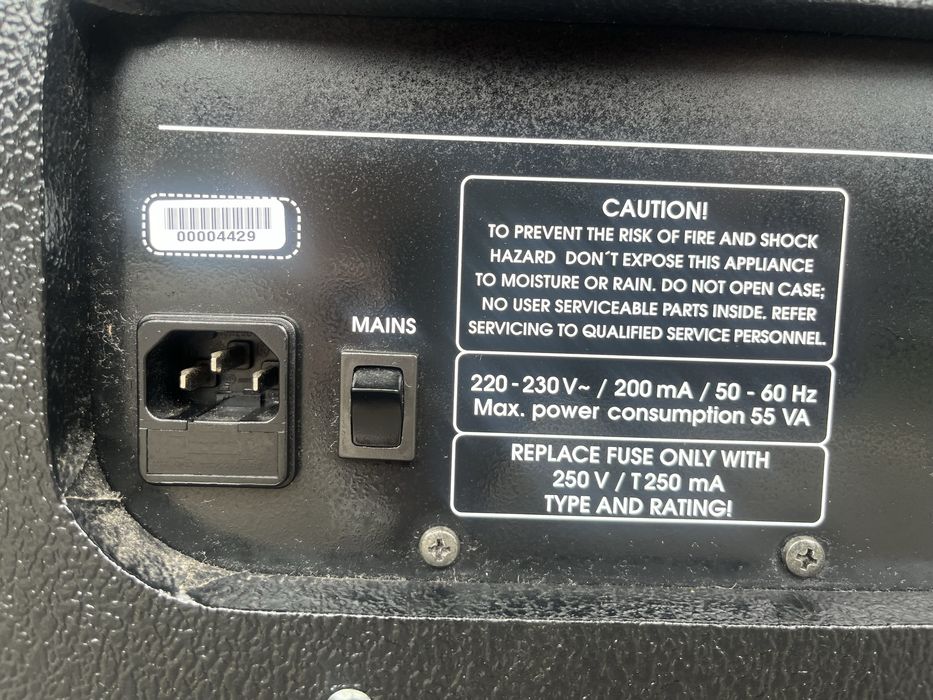 00004429
MAINS
CAUTION!
TO PREVENT THE RISK OF FIRE AND SHOCK
HAZARD DON´T EXPOSE THIS APPLIANCE
TO MOISTURE OR RAIN. DO NOT OPEN CASE;
NO USER SERVICEABLE PARTS INSIDE. REFER
SERVICING TO QUALIFIED SERVICE PERSONNEL.
220 - 230 V~ / 200 mA / 50 - 60 Hz
Max. power consumption 55 VA
REPLACE FUSE ONLY WITH
250 V / T 250 mA
TYPE AND RATING!